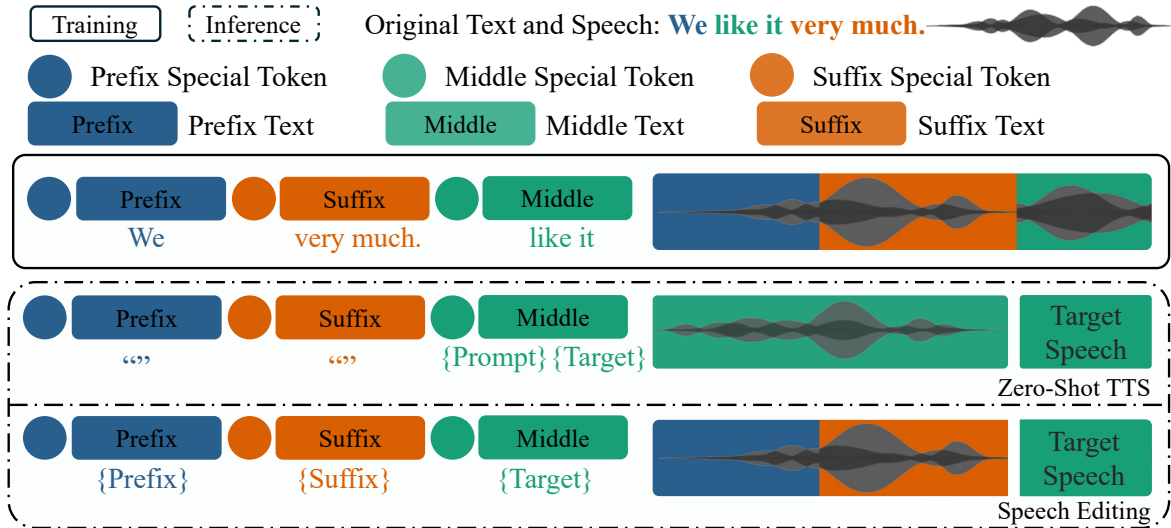 Training Inference Original Text and Speech: We like it very much.
Prefix Special Token Middle Special Token Suffix Special Token
Prefix Prefix Text Middle Middle Text Suffix Suffix Text
Prefix Suffix Middle
We very much. like it
Prefix Suffix Middle
“” “” {Prompt} {Target}
Target
Speech
Zero-Shot TTS
Prefix Suffix Middle
{Prefix} {Suffix} {Target}
Target
Speech
Speech Editing